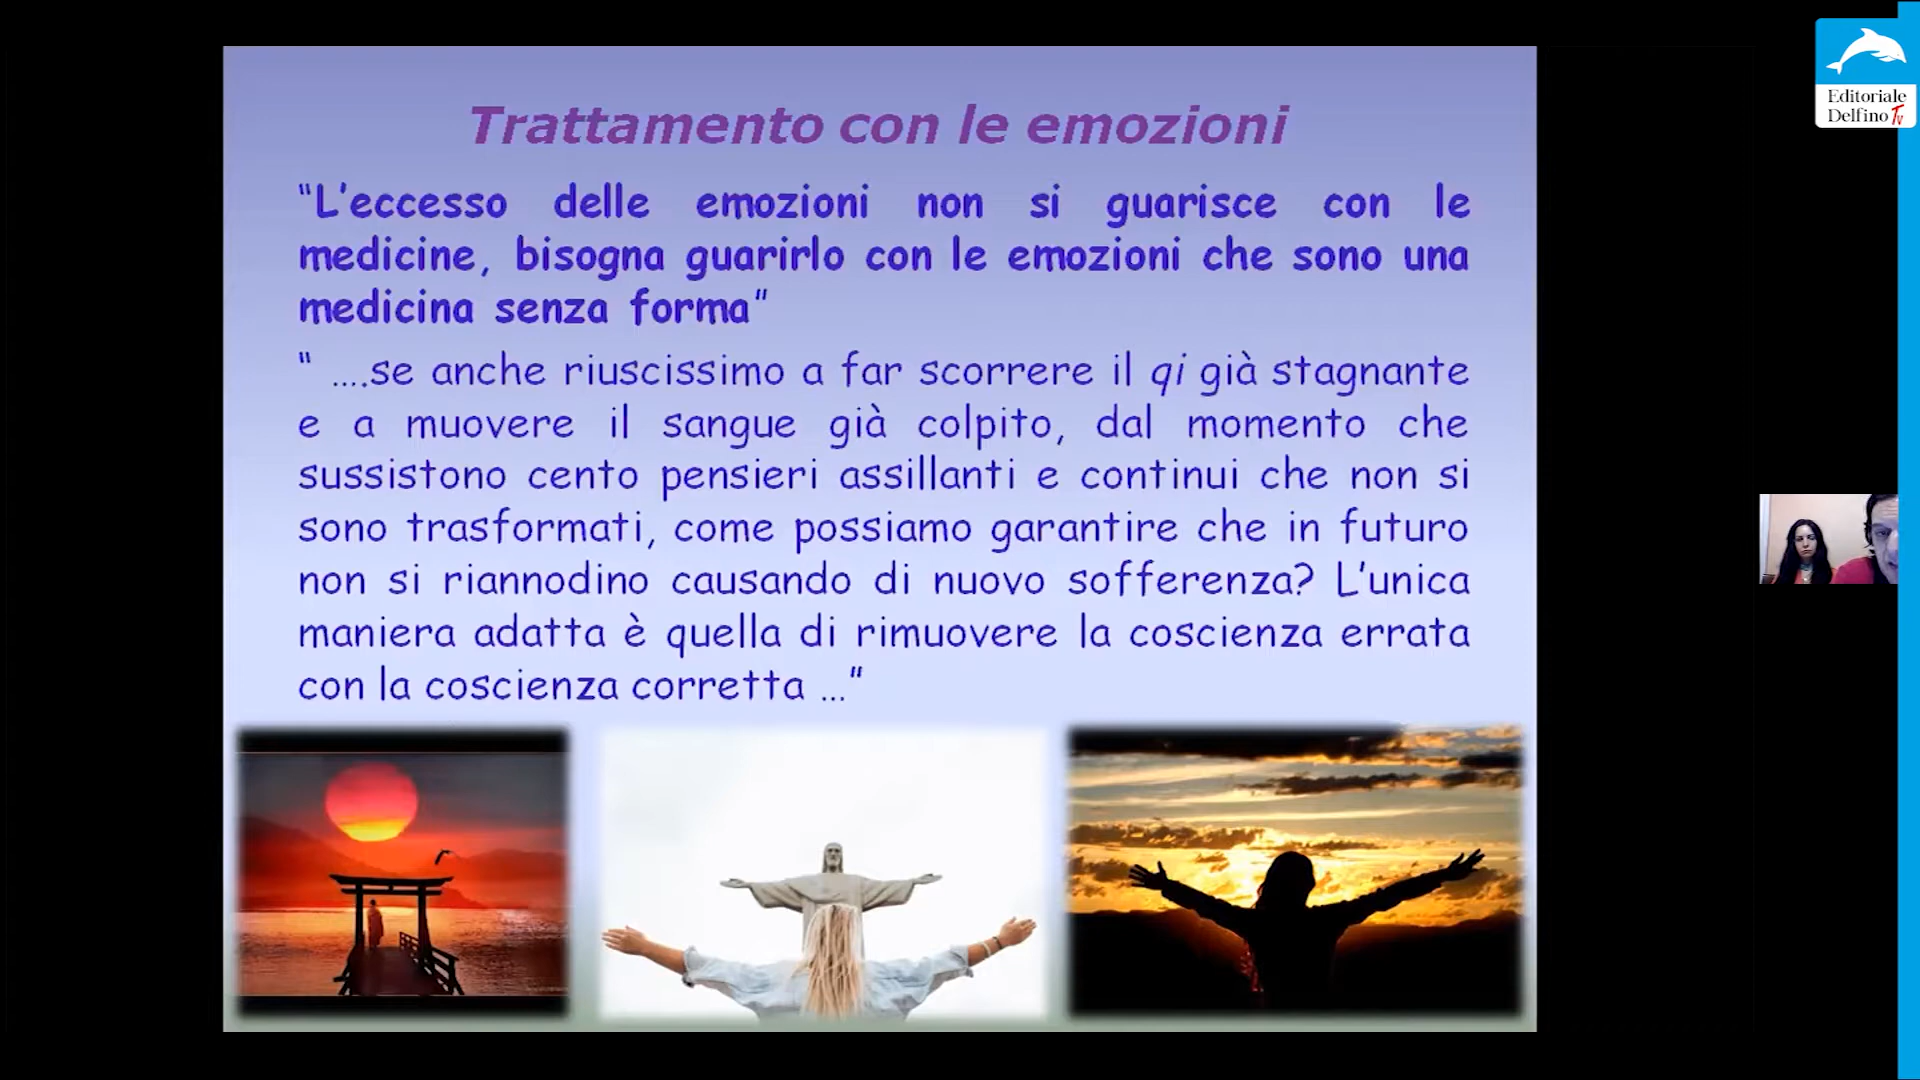 Trattamento con le emozioni
“L’eccesso delle emozioni non si guarisce con le
medicine, bisogna guarirlo con le emozioni che sono una
medicina senza forma”
“ ….se anche riuscissimo a far scorrere il qi già stagnante
e a muovere il sangue già colpito, dal momento che
sussistono cento pensieri assillanti e continui che non si
sono trasformati, come possiamo garantire che in futuro
non si riannodino causando di nuovo sofferenza? L’unica
maniera adatta è quella di rimuovere la coscienza errata
con la coscienza corretta …”
Editoriale
Delfino Tv